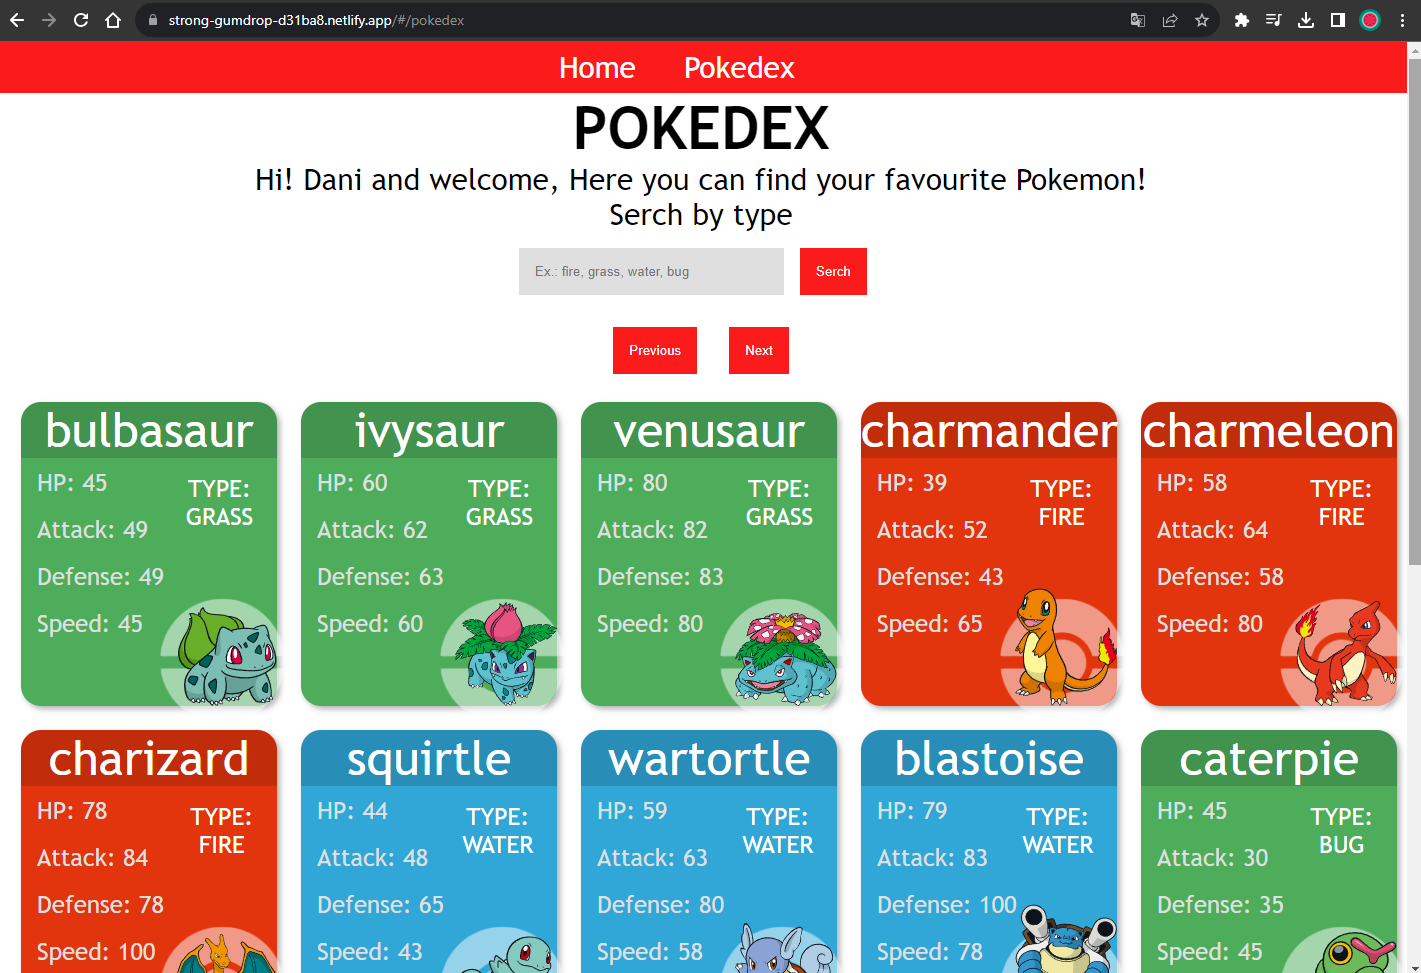 strong-gumdrop-d31ba8.netlify.app/#/pokedex
Home Pokedex
POKEDEX
Hi! Dani and welcome, Here you can find your favourite Pokemon!
Serch by type
Ex.: fire, grass, water, bug Serch
Previous Next
bulbasaur
HP: 45
TYPE:
GRASS
Attack: 49
Defense: 49
Speed: 45
ivysaur
HP: 60
TYPE:
GRASS
Attack: 62
Defense: 63
Speed: 60
venusaur
HP: 80
TYPE:
GRASS
Attack: 82
Defense: 83
Speed: 80
charmander
HP: 39
TYPE:
FIRE
Attack: 52
Defense: 43
Speed: 65
charmeleon
HP: 58
TYPE:
FIRE
Attack: 64
Defense: 58
Speed: 80
charizard
HP: 78
TYPE:
FIRE
Attack: 84
Defense: 78
Speed: 100
squirtle
HP: 44
TYPE:
WATER
Attack: 48
Defense: 65
Speed: 43
wartortle
HP: 59
TYPE:
WATER
Attack: 63
Defense: 80
Speed: 58
blastoise
HP: 79
TYPE:
WATER
Attack: 83
Defense: 100
Speed: 78
caterpie
HP: 45
TYPE:
BUG
Attack: 30
Defense: 35
Speed: 45